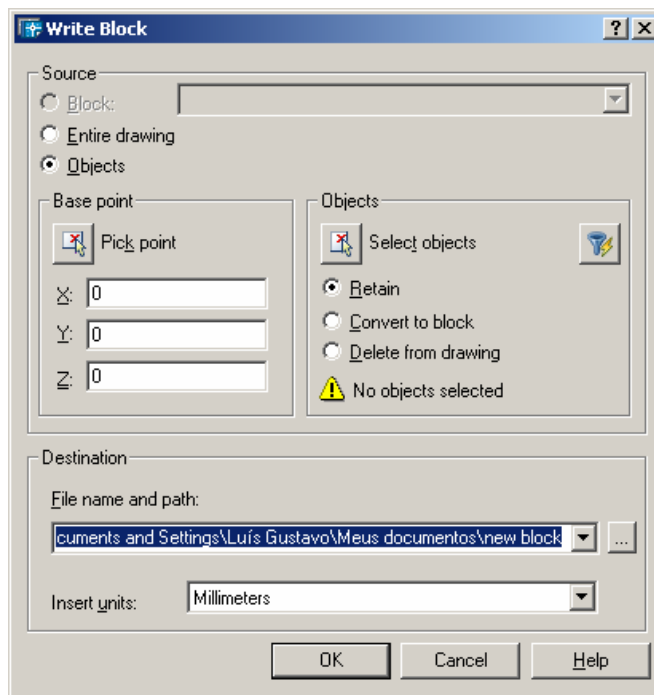 Write Block
Source
Block:
Entire drawing
Objects
Base point
Pick point
X: 0
Y: 0
Z: 0
Objects
Select objects
Retain
Convert to block
Delete from drawing
No objects selected
Destination
File name and path:
cuments and Settings\Luís Gustavo\Meus documentos\new block
...
Insert units: Millimeters
OK Cancel Help